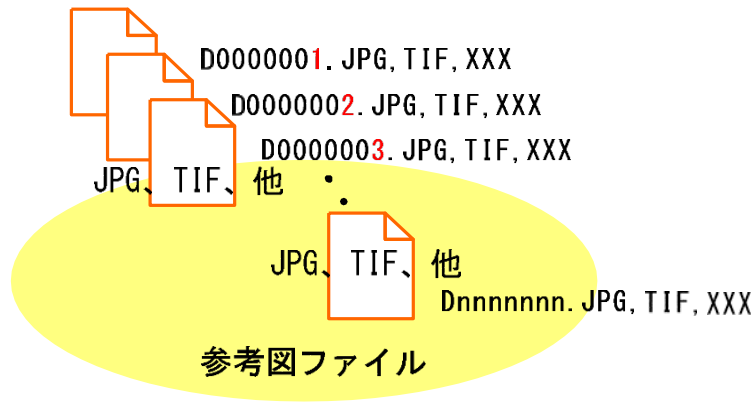 D0000001.JPG,TIF,XXX
D0000002.JPG,TIF,XXX
D0000003.JPG,TIF,XXX
JPG、TIF、他
JPG、TIF、他
Dnnnnnnn.JPG,TIF,XXX
参考図ファイル